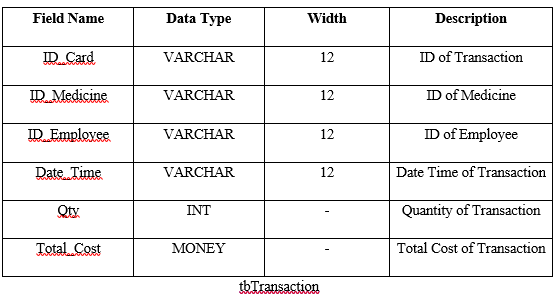 Field Name Data Type Width Description
ID_Card VARCHAR 12 ID of Transaction
ID_Medicine VARCHAR 12 ID of Medicine
ID_Employee VARCHAR 12 ID of Employee
Date_Time VARCHAR 12 Date Time of Transaction
Qty INT - Quantity of Transaction
Total_Cost MONEY - Total Cost of Transaction
tbTransaction